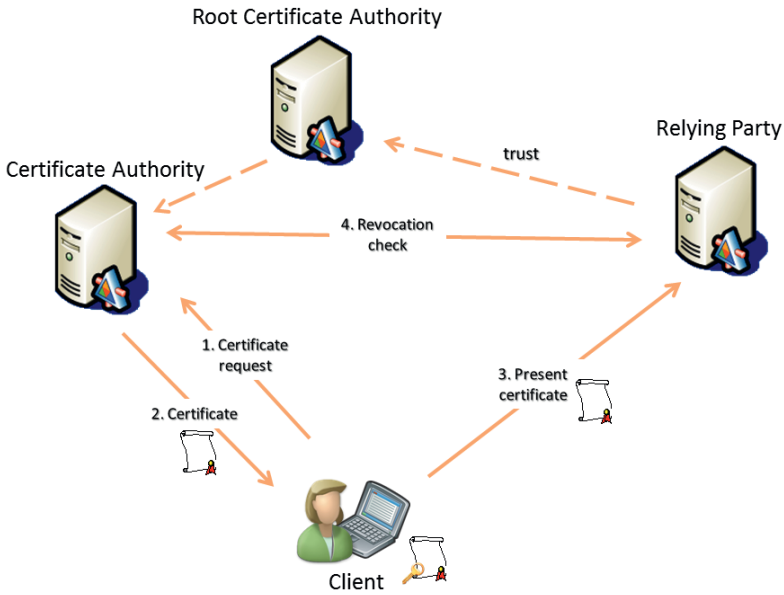 Root Certificate Authority
Relying Party
trust
Certificate Authority
4. Revocation
check
1. Certificate
request
3. Present
certificate
2. Certificate
Client